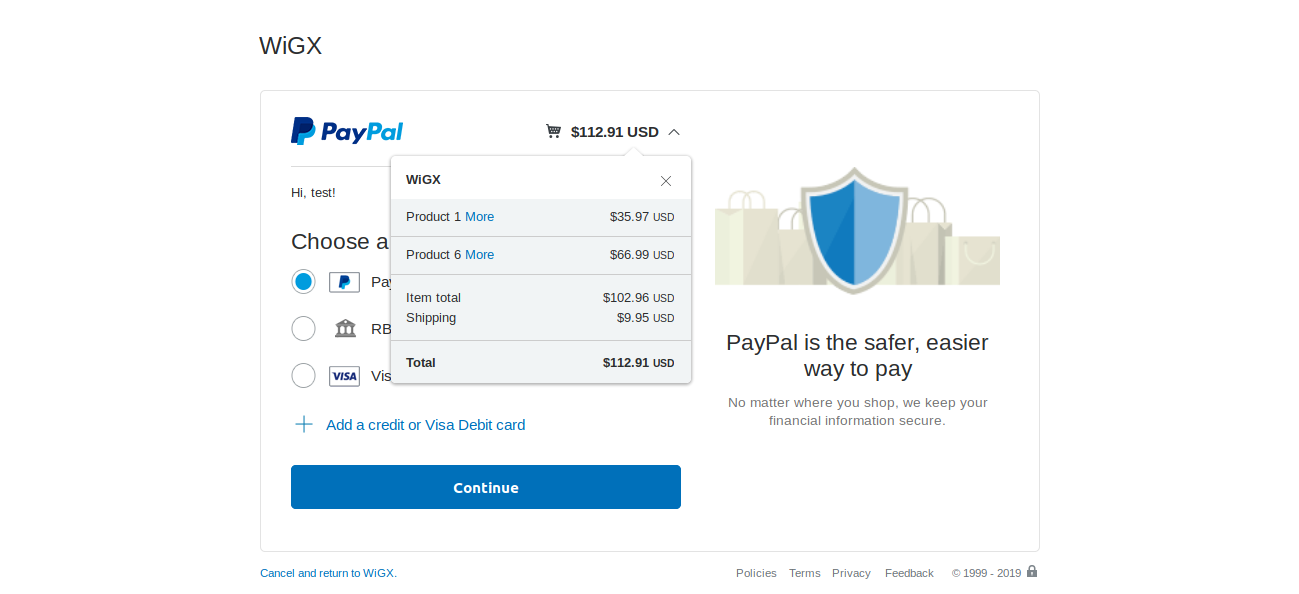 WiGX
PayPal
$112.91 USD
Hi, test!
WiGX
Product 1 More $35.97 USD
Product 6 More $66.99 USD
Item total $102.96 USD
Shipping $9.95 USD
Total $112.91 USD
Choose a
Pay
RB
VISA Vis
Add a credit or Visa Debit card
Continue
PayPal is the safer, easier
way to pay
No matter where you shop, we keep your
financial information secure.
Cancel and return to WiGX.
Policies Terms Privacy Feedback © 1999 - 2019